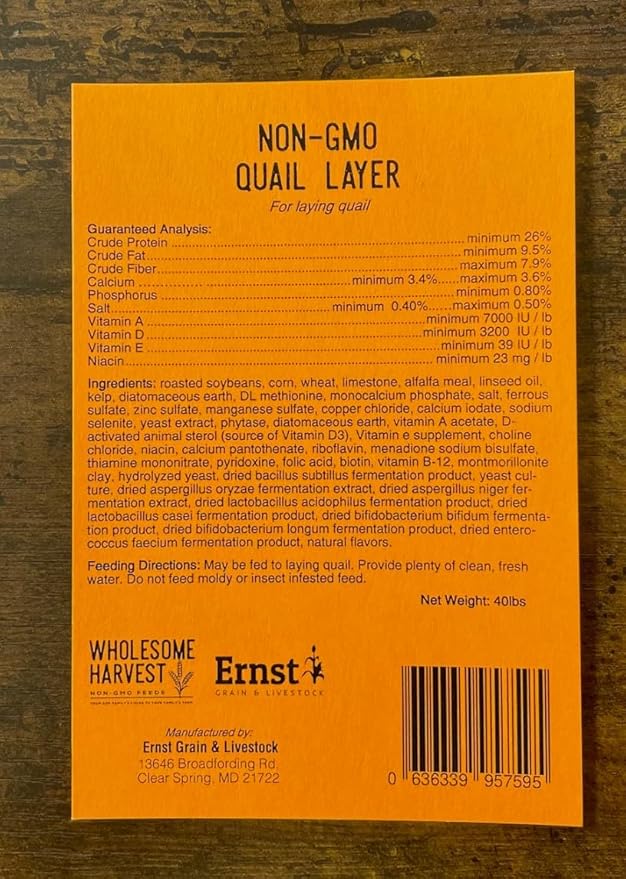 NON-GMO
QUAIL LAYER
For laying quail
Guaranteed Analysis:
Crude Protein ........ minimum 26%
Crude Fat........ minimum 9.5%
Crude Fiber........ maximum 7.9%
Calcium ........ minimum 3.4%......maximum 3.6%
Phosphorus ........ minimum 0.80%
Salt........ minimum 0.40%......maximum 0.50%
Vitamin A ........minimum 7000 IU / lb
Vitamin D ........minimum 3200 IU / lb
Vitamin E ........ minimum 39 IU / lb
Niacin........ minimum 23 mg / lb
Ingredients: roasted soybeans, corn, wheat, limestone, alfalfa meal, linseed oil,
kelp, diatomaceous earth, DL methionine, monocalcium phosphate, salt, ferrous
sulfate, zinc sulfate, manganese sulfate, copper chloride, calcium iodate, sodium
selenite, yeast extract, phytase, diatomaceous earth, vitamin A acetate, D-
activated animal sterol (source of Vitamin D3), Vitamin e supplement, choline
chloride, niacin, calcium pantothenate, riboflavin, menadione sodium bisulfate,
thiamine mononitrate, pyridoxine, folic acid, biotin, vitamin B-12, montmorillonite
clay, hydrolyzed yeast, dried bacillus subtillus fermentation product, yeast cul-
ture, dried aspergillus oryzae fermentation extract, dried aspergillus niger fer-
mentation extract, dried lactobacillus acidophilus fermentation product, dried
lactobacillus casei fermentation product, dried bifidobacterium bifidum fermenta-
tion product, dried bifidobacterium longum fermentation product, dried entero-
coccus faecium fermentation product, natural flavors.
Feeding Directions: May be fed to laying quail. Provide plenty of clean, fresh
water. Do not feed moldy or insect infested feed.
Net Weight: 40lbs
WHOLESOME
HARVEST
NON-GMO FEEDS
Ernst
GRAIN & LIVESTOCK
Manufactured by:
Ernst Grain & Livestock
13646 Broadfording Rd,
Clear Spring, MD 21722
0 636339 957595